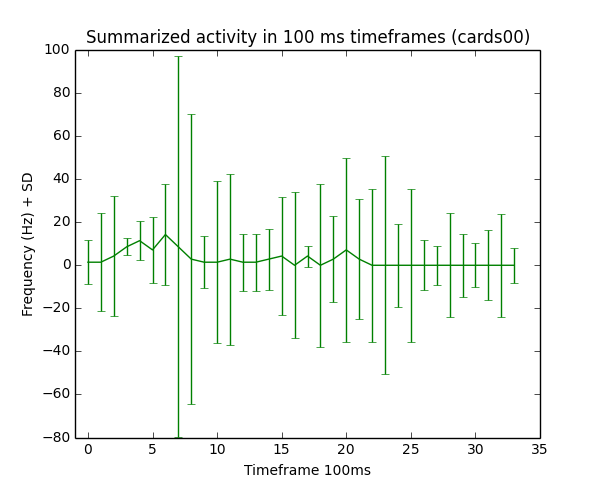 Summarized activity in 100 ms timeframes (cards00)
100
80
60
40
20
0
−20
−40
−60
−80
Frequency (Hz) + SD
0 5 10 15 20 25 30 35
Timeframe 100ms